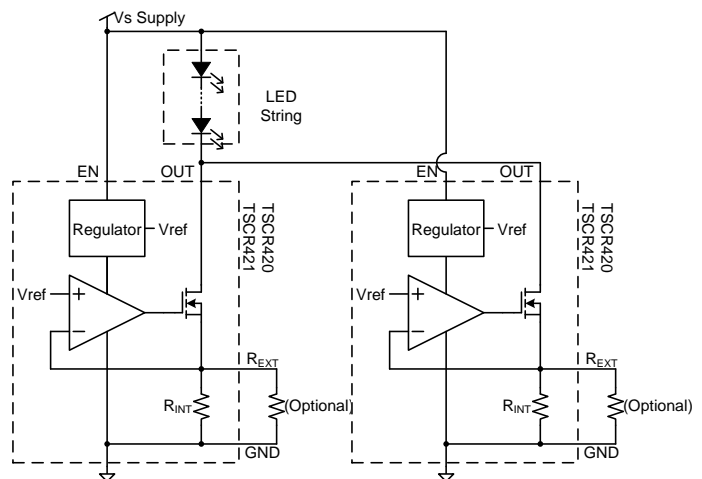 Vs Supply
LED
String
EN
OUT
EN
OUT
Regulator
Vref
TSCR420
TSCR421
Regulator
Vref
TSCR420
TSCR421
Vref
+
−
Vref
+
−
REXT
REXT
RINT
(Optional)
RINT
(Optional)
GND
GND